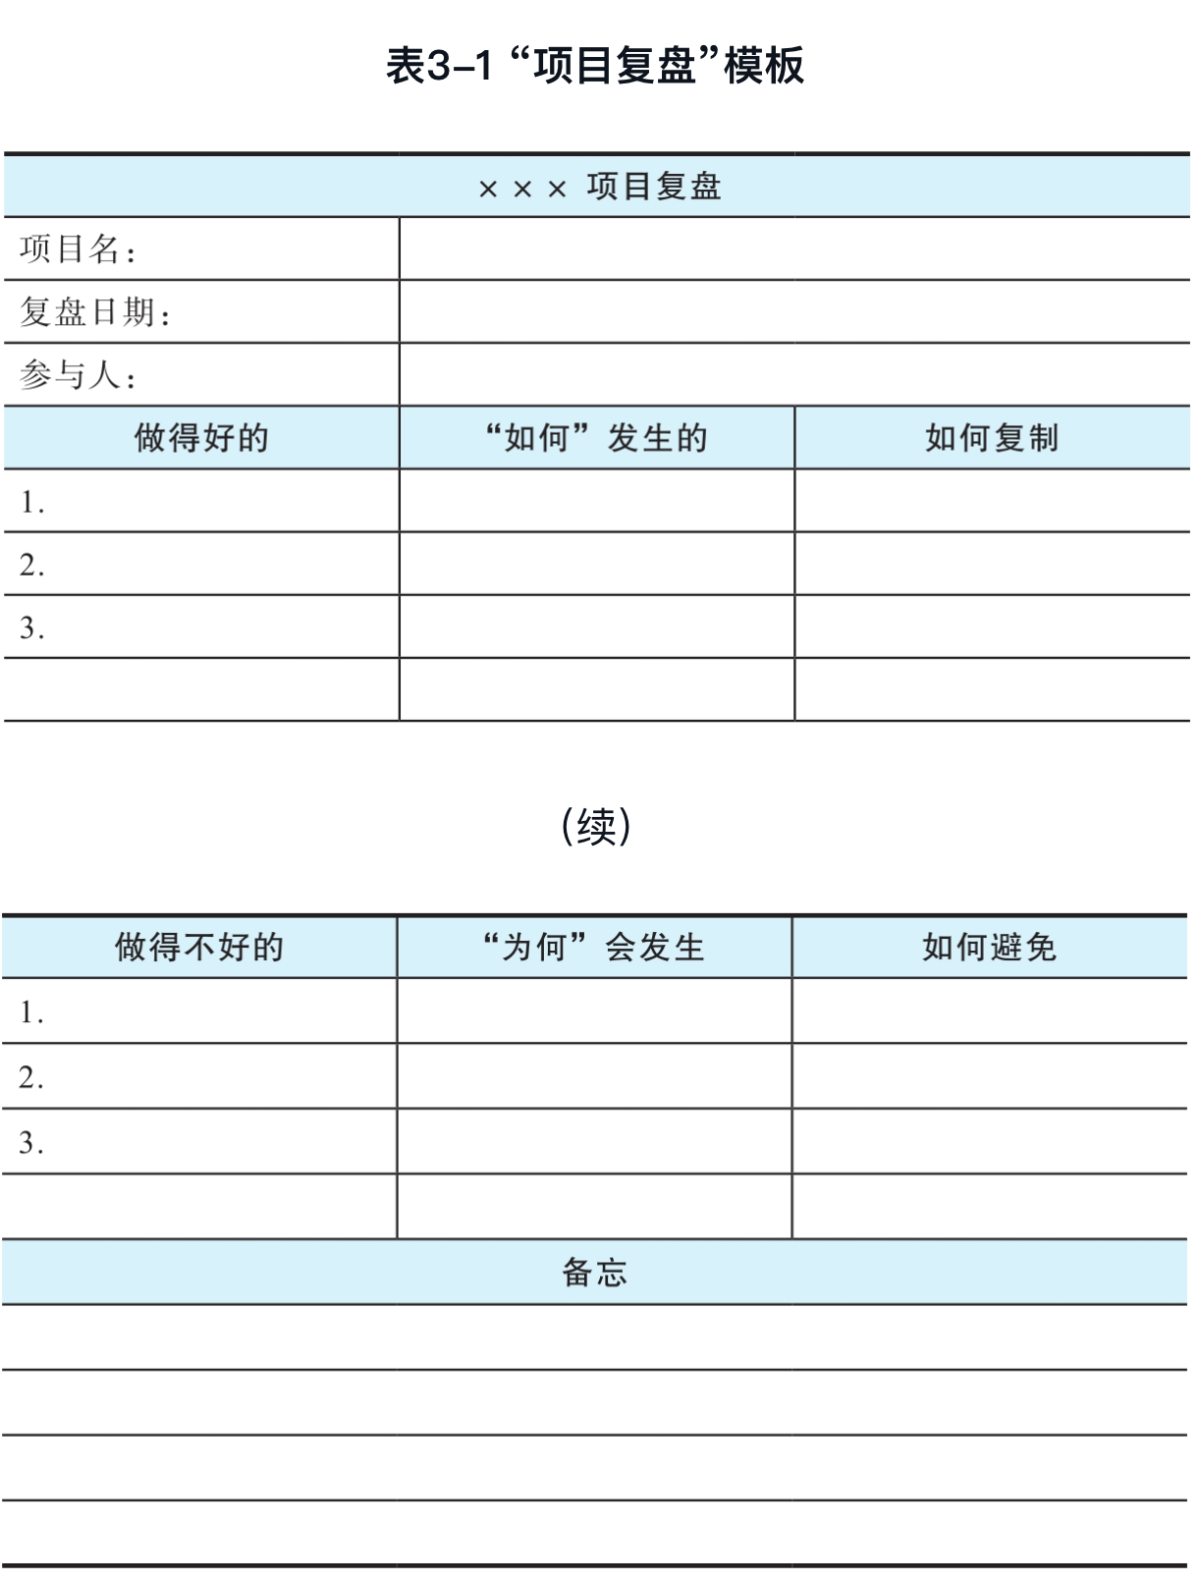 表3-1 “项目复盘”模板
× × × 项目复盘
项目名：
复盘日期：
参与人：
做得好的 “如何”发生的 如何复制
1.
2.
3.
（续）
做得不好的 “为何”会发生 如何避免
1.
2.
3.
备忘